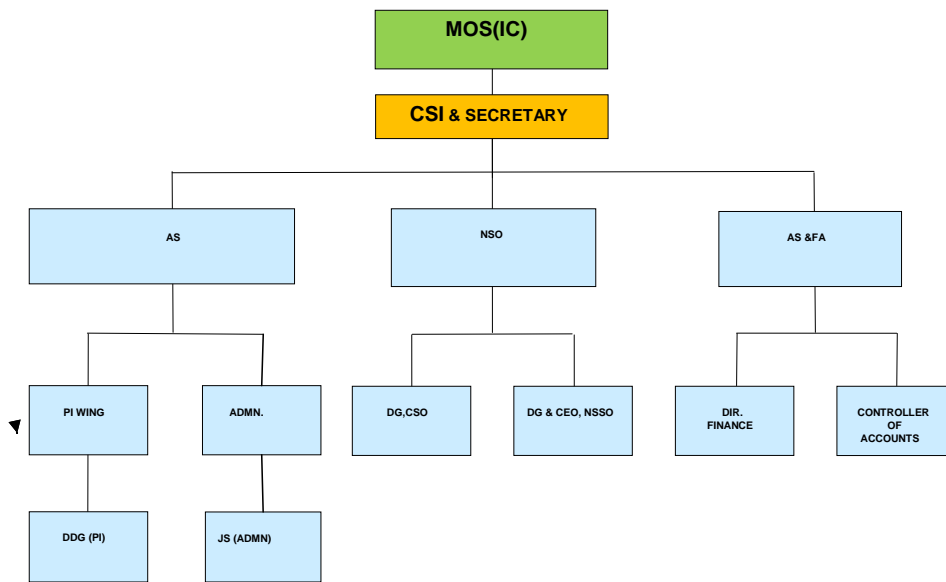 MOS(IC)
CSI & SECRETARY
AS
NSO
AS &FA
PI WING
ADMN.
DG,CSO
DG & CEO, NSSO
DIR.
FINANCE
CONTROLLER
OF
ACCOUNTS
DDG (PI)
JS (ADMN)